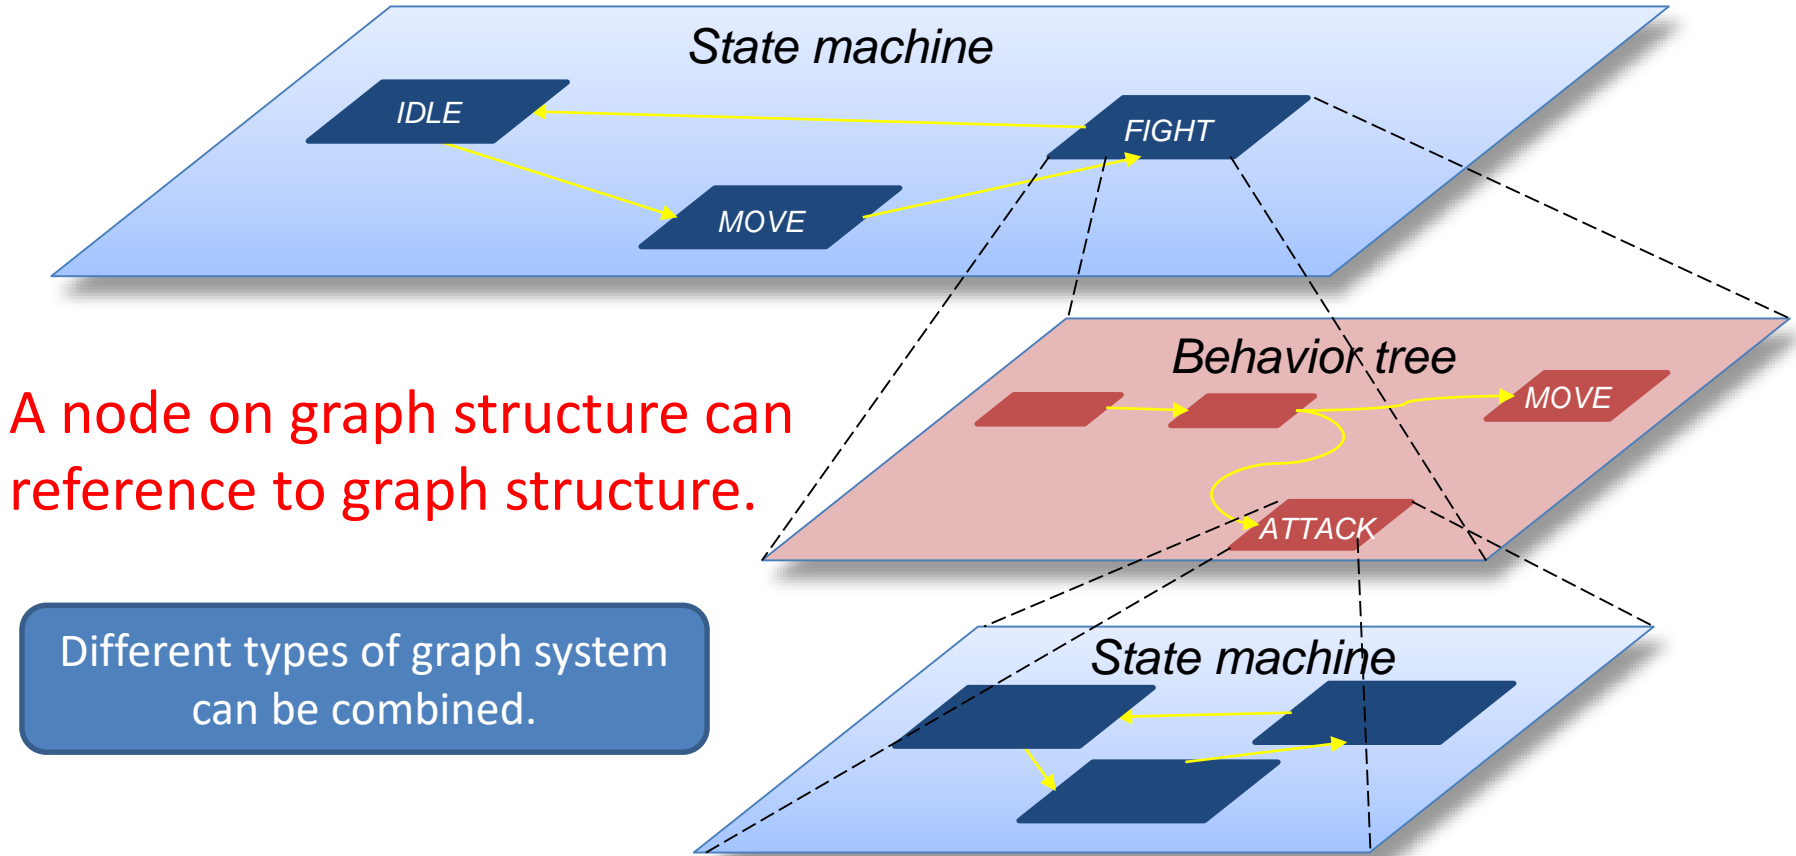 State machine
IDLE
FIGHT
MOVE
Behavior tree
MOVE
A node on graph structure can
reference to graph structure.
ATTACK
Different types of graph system
can be combined.
State machine